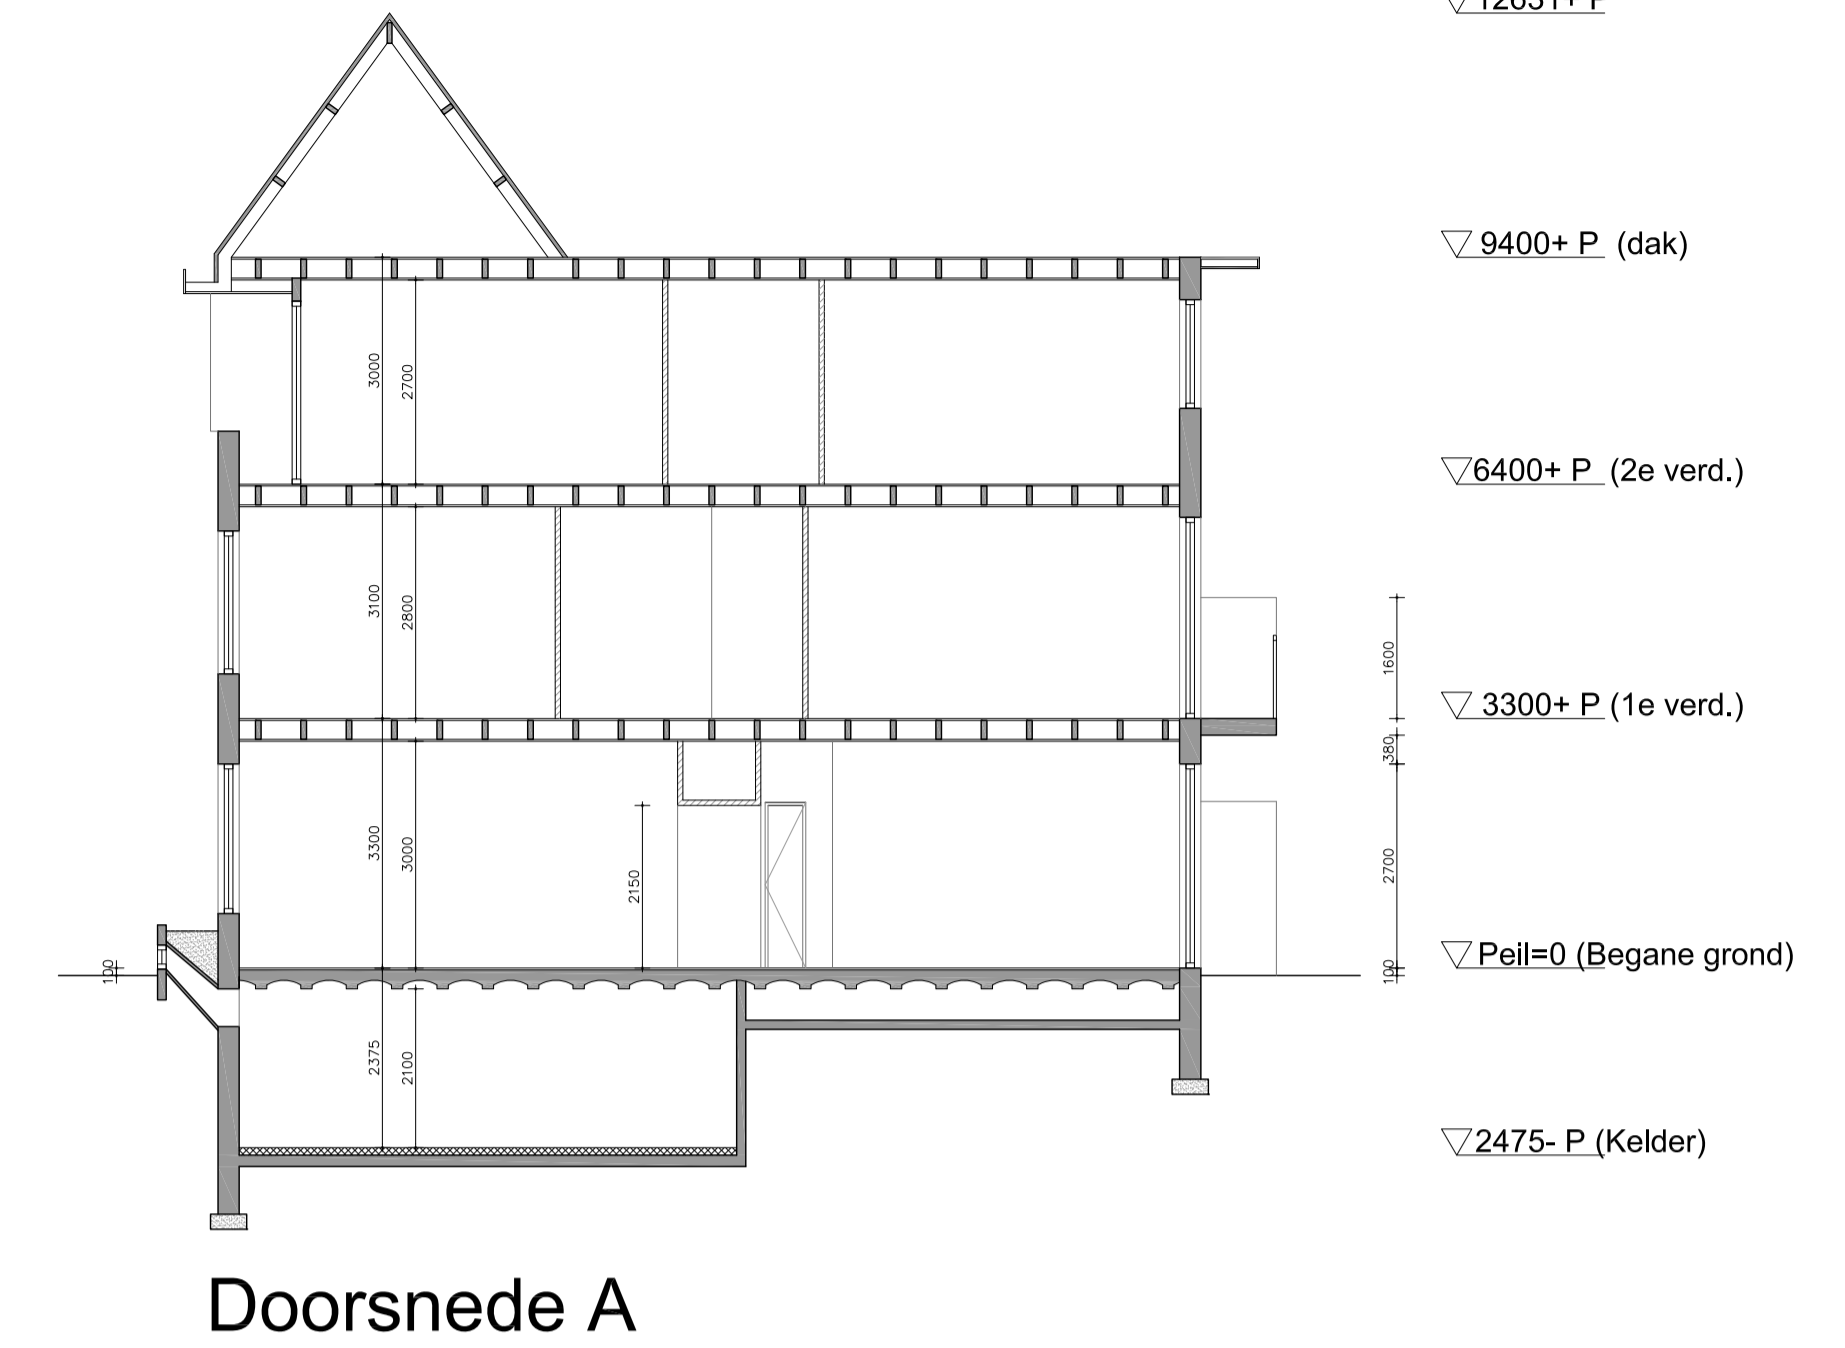 12631+ P
9400+ P (dak)
3000
2700
6400+ P (2e verd.)
3100
2800
1600
3300+ P (1e verd.)
380
3300
3000
2150
2700
Peil=0 (Begane grond)
100
100
2375
2100
2475- P (Kelder)
Doorsnede A